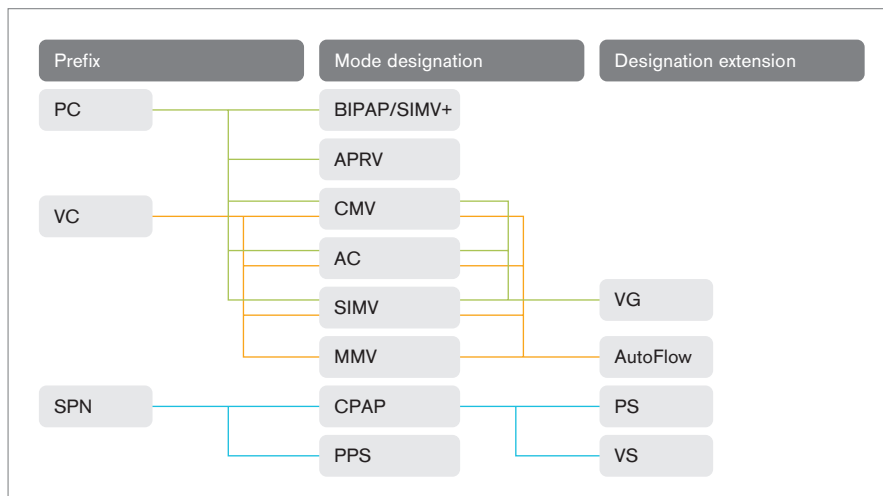 Prefix
Mode designation
Designation extension
PC
BIPAP/SIMV+
APRV
VC
CMV
AC
SIMV
VG
MMV
AutoFlow
SPN
CPAP
PS
PPS
VS